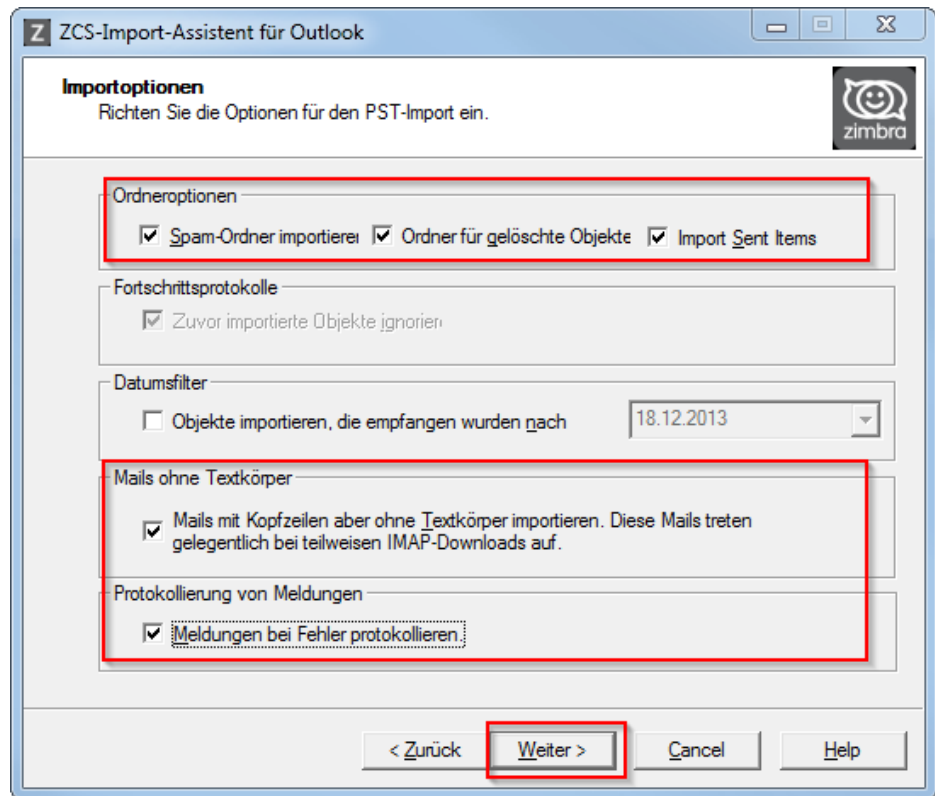 Z ZCS-Import-Assistent für Outlook
Importoptionen
Richten Sie die Optionen für den PST-Import ein.
zimbra
Ordneroptionen
Spam-Ordner importierer Ordner für gelöschte Objekte Import Sent Items
Fortschrittsprotokolle
Zuvor importierte Objekte ignorieren
Datumsfilter
Objekte importieren, die empfangen wurden nach 18.12.2013
Mails ohne Textkörper
Mails mit Kopfzeilen aber ohne Textkörper importieren. Diese Mails treten
gelegentlich bei teilweisen IMAP-Downloads auf.
Protokollierung von Meldungen
Meldungen bei Fehler protokollieren.
< Zurück Weiter > Cancel Help